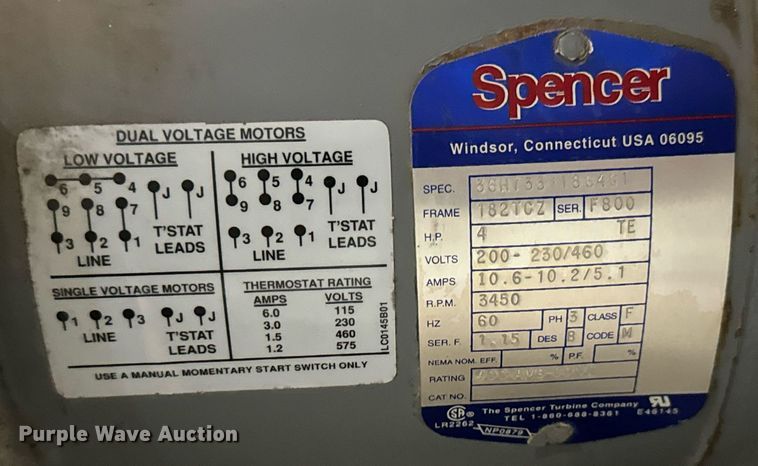 DUAL VOLTAGE MOTORS
LOW VOLTAGE HIGH VOLTAGE
6 5 4 J J
9 8 7
3 2 1 T'STAT
LINE LEADS
6 5 4 J J
9 8 7
3 2 1 T'STAT
LINE LEADS
SINGLE VOLTAGE MOTORS
1 2 3 J J
LINE T'STAT
LEADS
THERMOSTAT RATING
AMPS VOLTS
6.0 115
3.0 230
1.5 460
1.2 575
LC0145B01
USE A MANUAL MOMENTARY START SWITCH ONLY
Spencer
Windsor, Connecticut USA 06095
SPEC.
FRAME 182TCZ SER. F800
H.P. 4 TE
VOLTS 200-230/460
AMPS 10.6-10.2/5.1
R.P.M. 3450
HZ 60 PH 3 CLASS F
SER. F. 1.15 DES B CODE M
NEMA NOM. EFF. % P.F. %
RATING
CAT NO.
SA ® The Spencer Turbine Company
TEL 1-860-688-8361
LR2262 NP0879 E46145
Purple Wave Auction